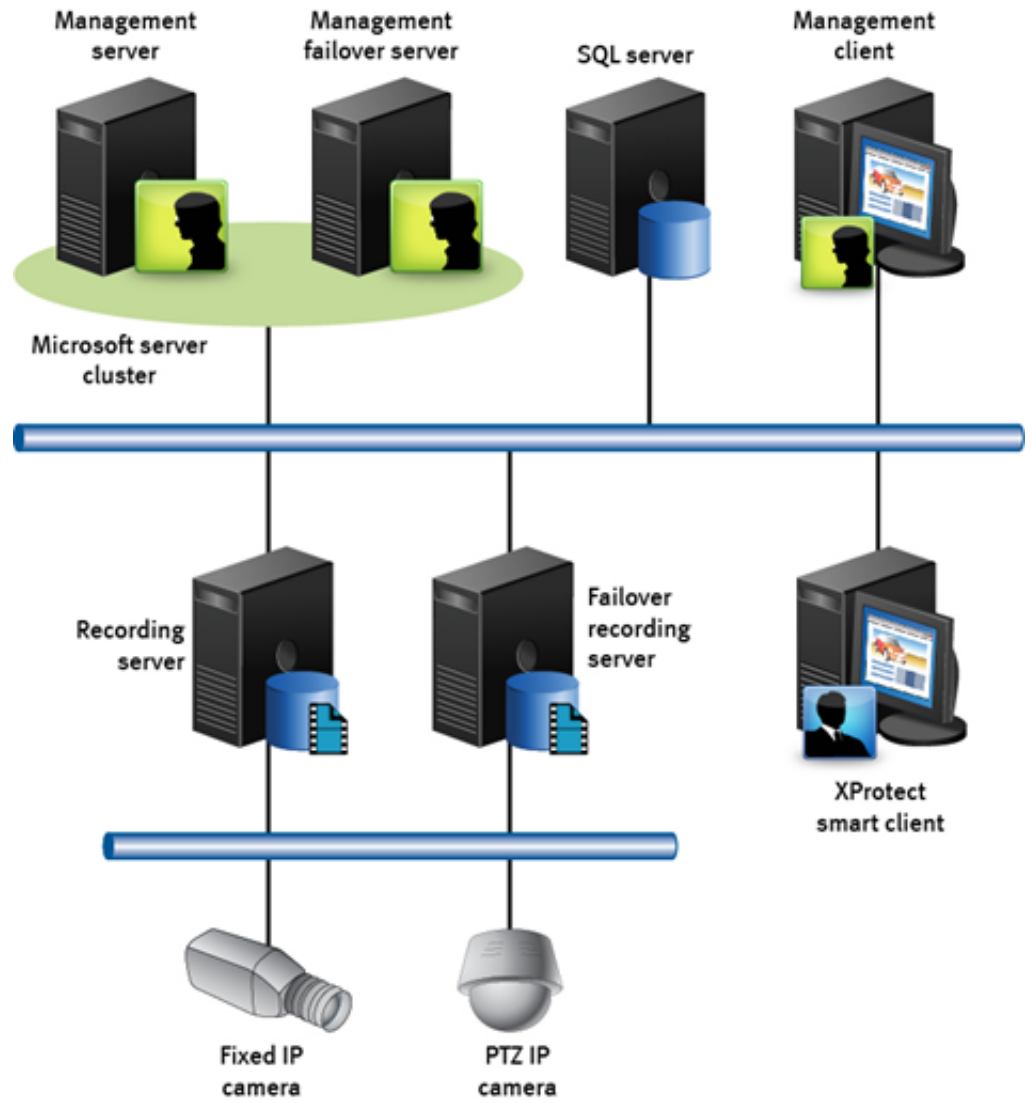 Management
server
Management
failover server
SQL server
Management
client
Microsoft server
cluster
Recording
server
Failover
recording
server
XProtect
smart client
Fixed IP
camera
PTZ IP
camera